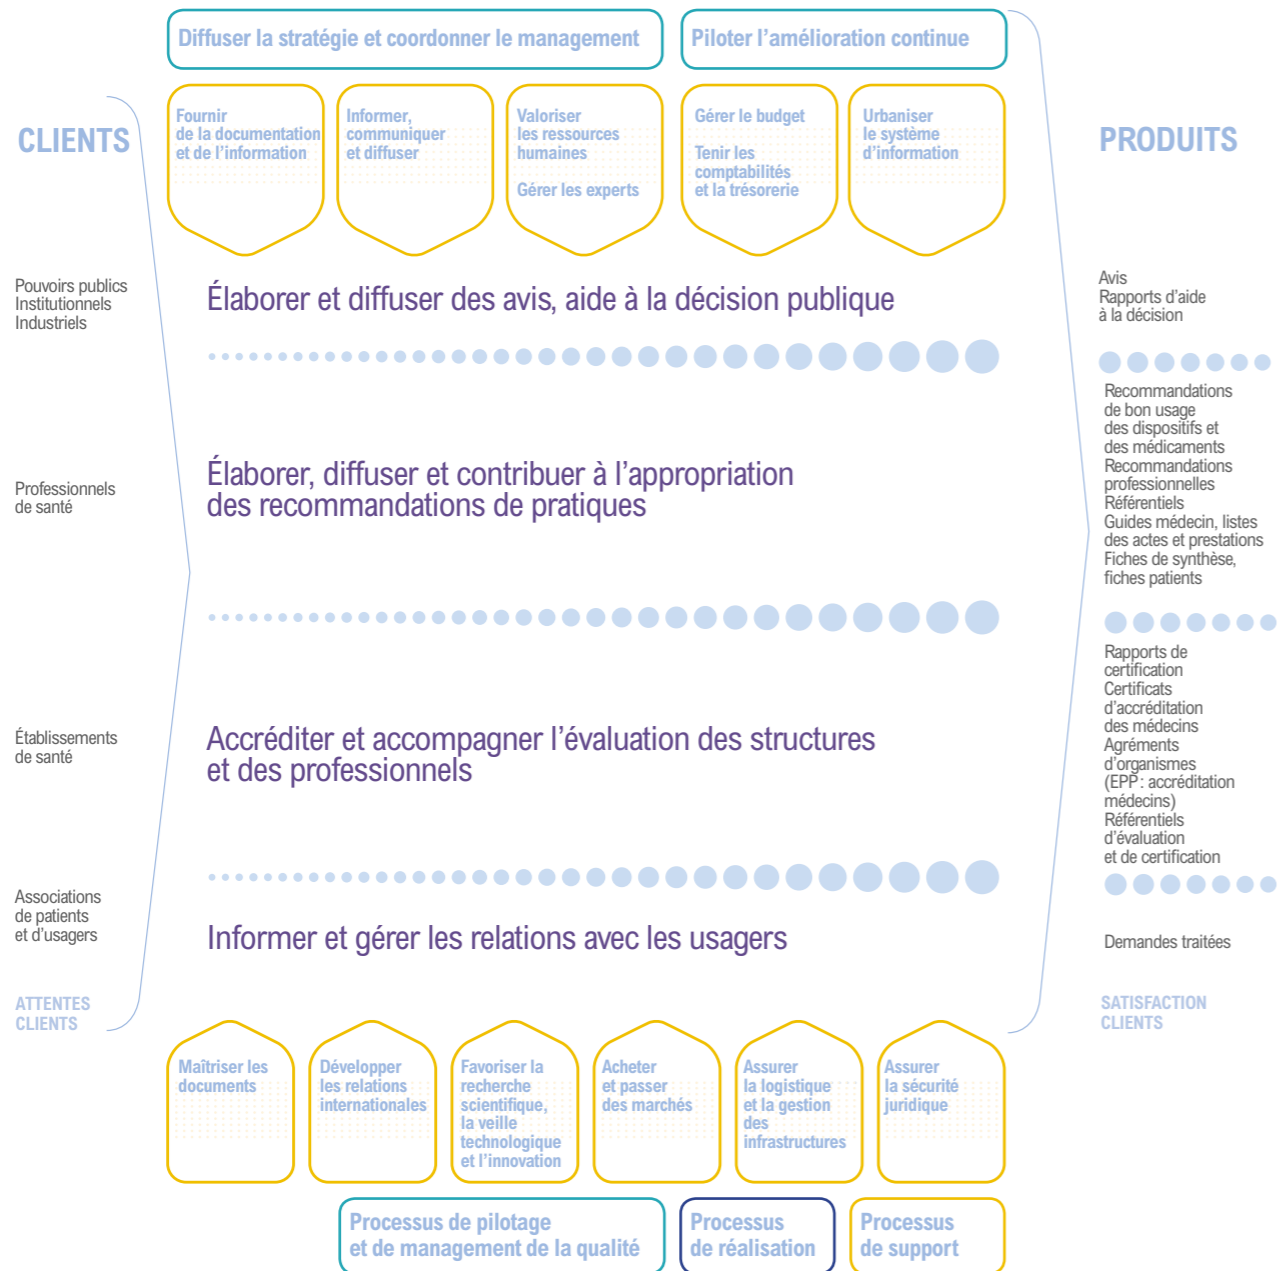 Diffuser la stratégie et coordonner le management
Piloter l’amélioration continue
CLIENTS
Fournir
de la documentation
et de l’information
Informer,
communiquer
et diffuser
Valoriser
les ressources
humaines
Gérer les experts
Gérer le budget
Tenir les
comptabilités
et la trésorerie
Urbaniser
le système
d’information
PRODUITS
Pouvoirs publics
Institutionnels
Industriels
Élaborer et diffuser des avis, aide à la décision publique
Avis
Rapports d’aide
à la décision
Professionnels
de santé
Élaborer, diffuser et contribuer à l’appropriation
des recommandations de pratiques
Recommandations
de bon usage
des dispositifs et
des médicaments
Recommandations
professionnelles
Référentiels
Guides médecin, listes
des actes et prestations
Fiches de synthèse,
fiches patients
Établissements
de santé
Accréditer et accompagner l’évaluation des structures
et des professionnels
Rapports de
certification
Certificats
d’accréditation
des médecins
Agréments
d’organismes
(EPP : accréditation
médecins)
Référentiels
d’évaluation
et de certification
Associations
de patients
et d’usagers
Informer et gérer les relations avec les usagers
Demandes traitées
ATTENTES
CLIENTS
SATISFACTION
CLIENTS
Maîtriser les
documents
Développer
les relations
internationales
Favoriser la
recherche
scientifique,
la veille
technologique
et l’innovation
Acheter
et passer
des marchés
Assurer
la logistique
et la gestion
des
infrastructures
Assurer
la sécurité
juridique
Processus de pilotage
et de management de la qualité
Processus
de réalisation
Processus
de support